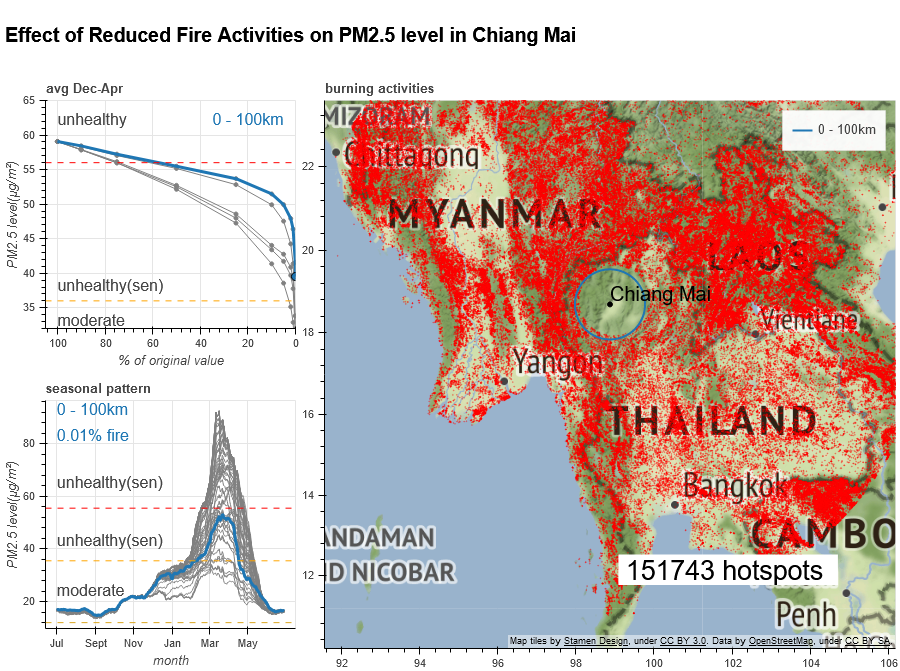 Effect of Reduced Fire Activities on PM2.5 level in Chiang Mai
avg Dec-Apr
65
60
55
50
45
40
35
PM2.5 level(μg/m²)
unhealthy
0 - 100km
unhealthy(sen)
moderate
100 80 60 40 20 0
% of original value
seasonal pattern
0 - 100km
0.01% fire
80
60
40
20
PM2.5 level(μg/m²)
unhealthy(sen)
unhealthy(sen)
moderate
Jul Sept Nov Jan Mar May
month
burning activities
0 - 100km
22
20
18
16
14
12
MIZORAM
Chittagong
MYANMAR
LAOS
Chiang Mai
Vientiane
Yangon
THAILAND
Bangkok
CAMBO
ANDAMAN
D NICOBAR
151743 hotspots
Penh
Map tiles by Stamen Design, under CC BY 3.0. Data by OpenStreetMap, under CC BY SA
92 94 96 98 100 102 104 106